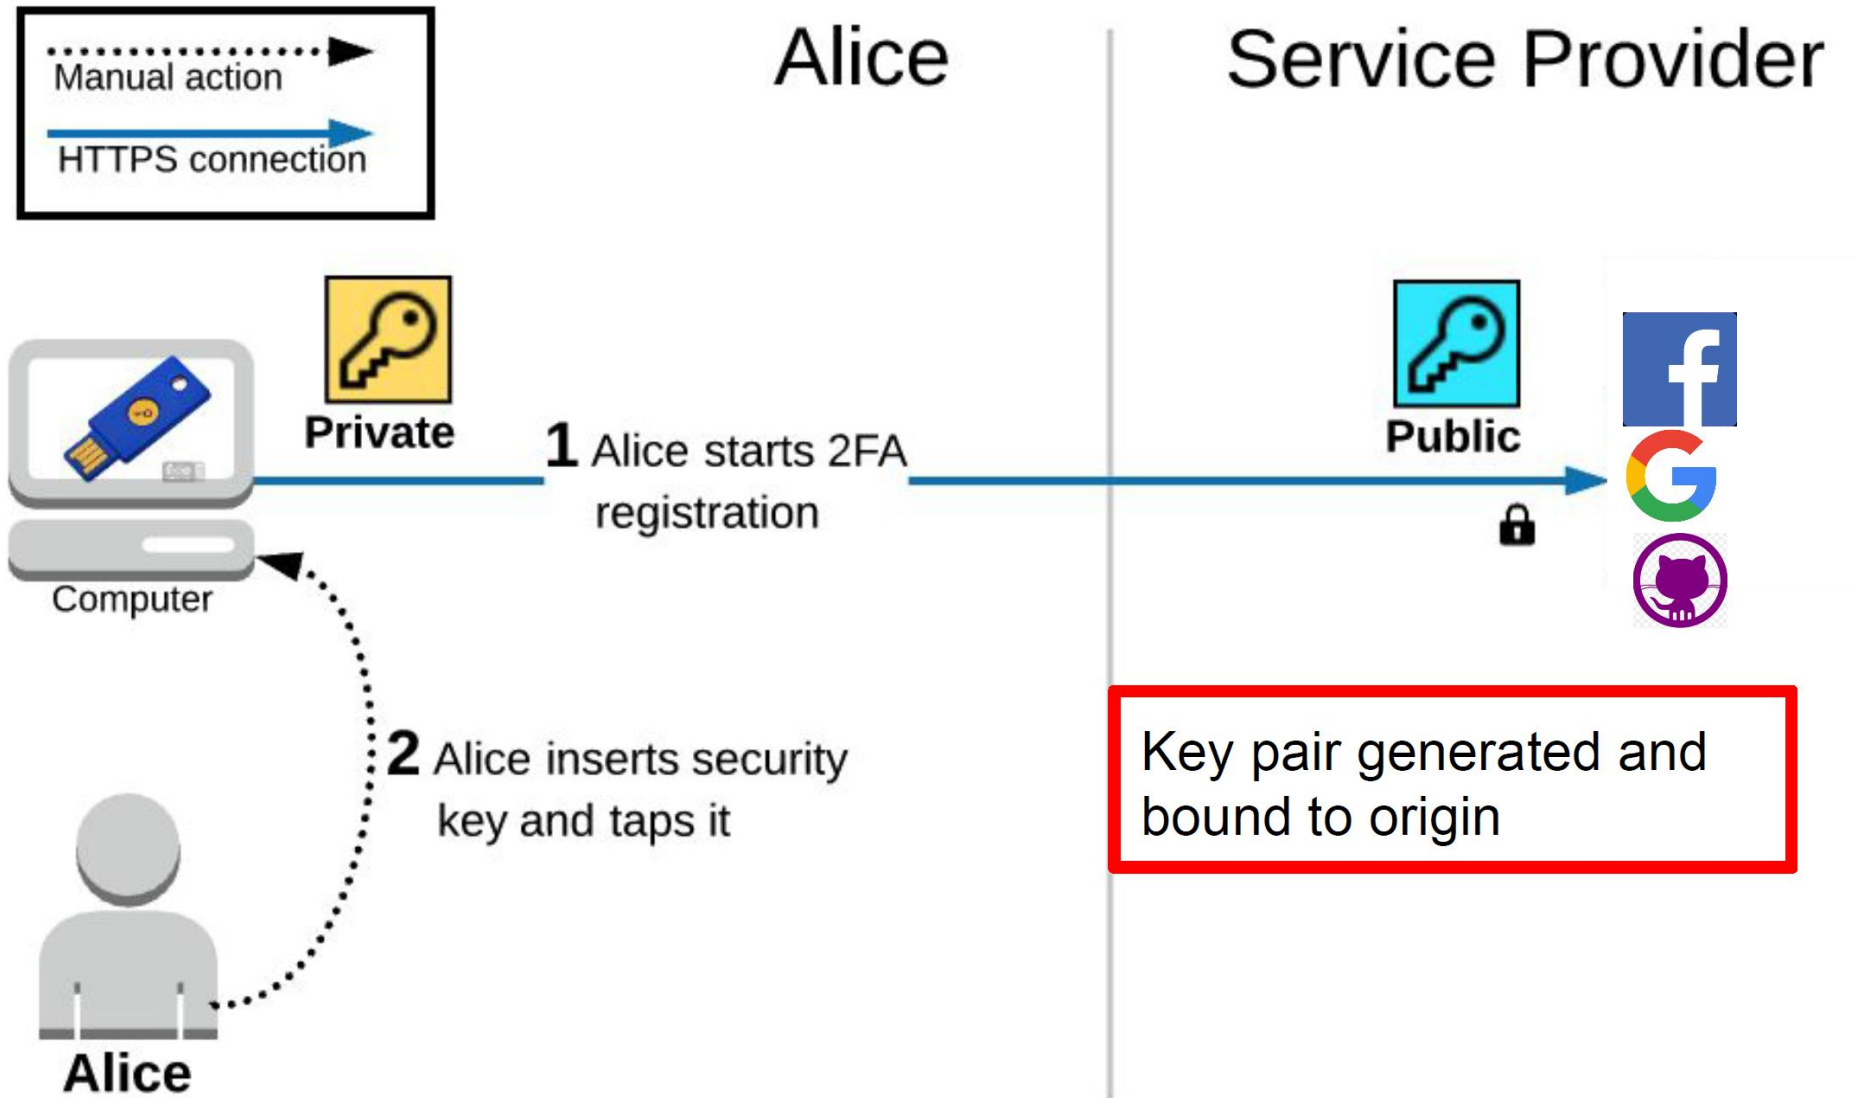 Manual action
HTTPS connection
Alice
Service Provider
Private
Public
1 Alice starts 2FA
registration
Computer
2 Alice inserts security
key and taps it
Key pair generated and
bound to origin
Alice